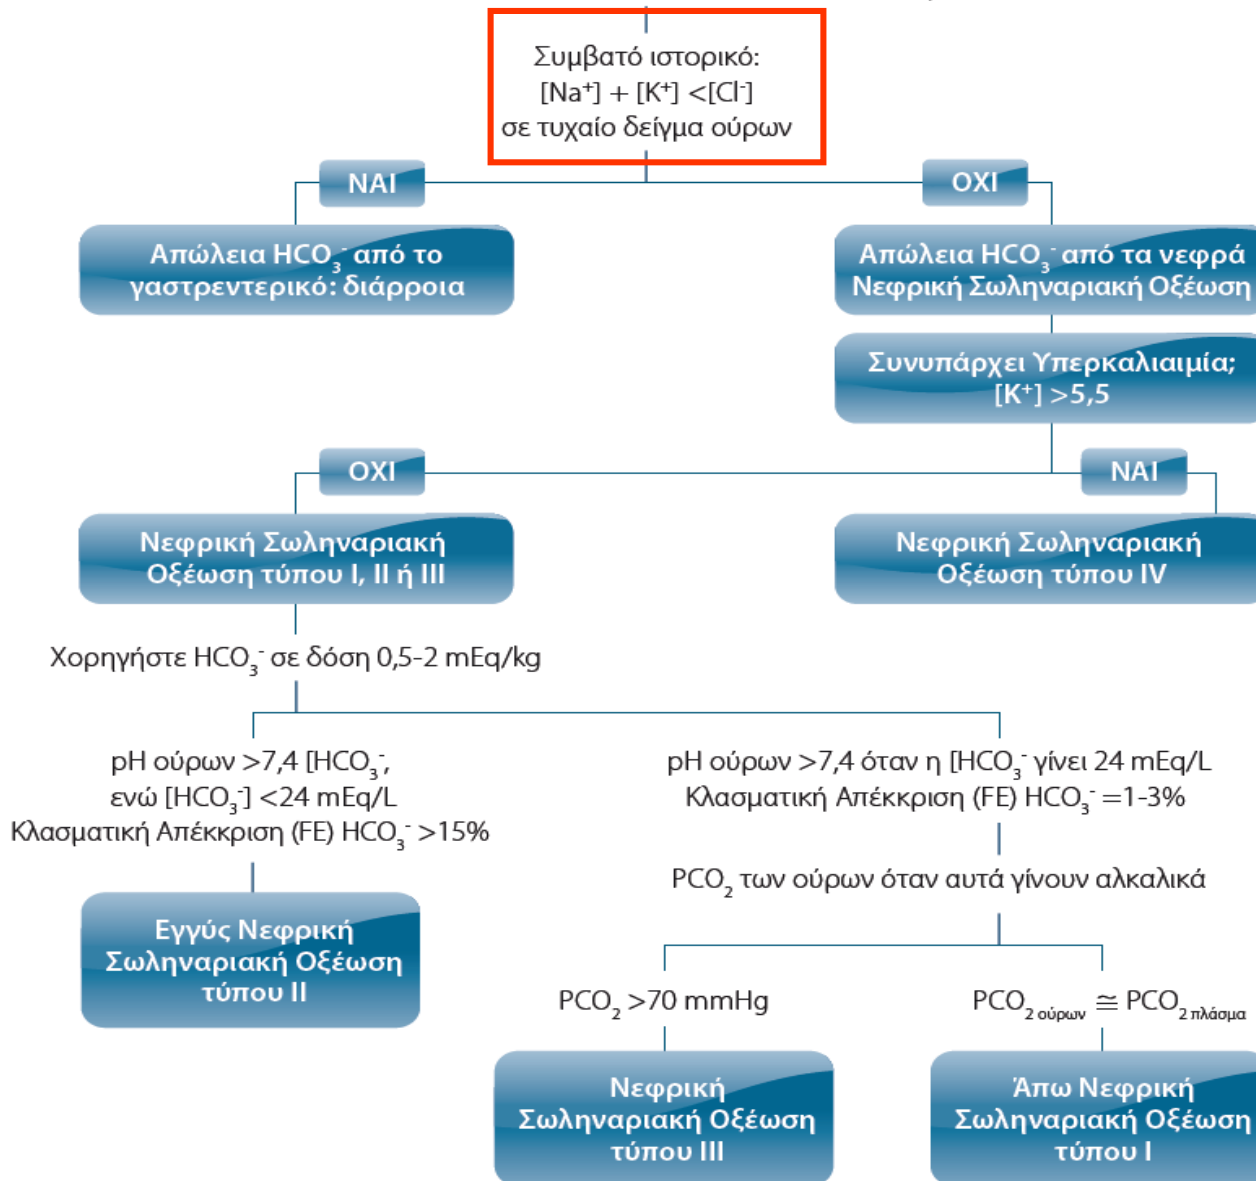 Συμβατό ιστορικό:
[Na⁺] + [K⁺] <[Cl⁻]
σε τυχαίο δείγμα ούρων
ΝΑΙ
ΟΧΙ
Απώλεια HCO₃⁻ από το
γαστρεντερικό: διάρροια
Απώλεια HCO₃⁻ από τα νεφρά
Νεφρική Σωληναριακή Οξέωση
Συνυπάρχει Υπερκαλιαιμία;
[K⁺] >5,5
ΟΧΙ
ΝΑΙ
Νεφρική Σωληναριακή
Οξέωση τύπου I, II ή III
Νεφρική Σωληναριακή
Οξέωση τύπου IV
Χορηγήστε HCO₃⁻ σε δόση 0,5-2 mEq/kg
pH ούρων >7,4 [HCO₃⁻,
ενώ [HCO₃⁻] <24 mEq/L
Κλασματική Απέκκριση (FE) HCO₃⁻ >15%
pH ούρων >7,4 όταν η [HCO₃⁻ γίνει 24 mEq/L
Κλασματική Απέκκριση (FE) HCO₃⁻ =1-3%
PCO₂ των ούρων όταν αυτά γίνουν αλκαλικά
Εγγύς Νεφρική
Σωληναριακή Οξέωση
τύπου II
PCO₂ >70 mmHg
PCO₂ ούρων ≅ PCO₂ πλάσμα
Νεφρική
Σωληναριακή Οξέωση
τύπου III
Άπω Νεφρική
Σωληναριακή Οξέωση
τύπου I